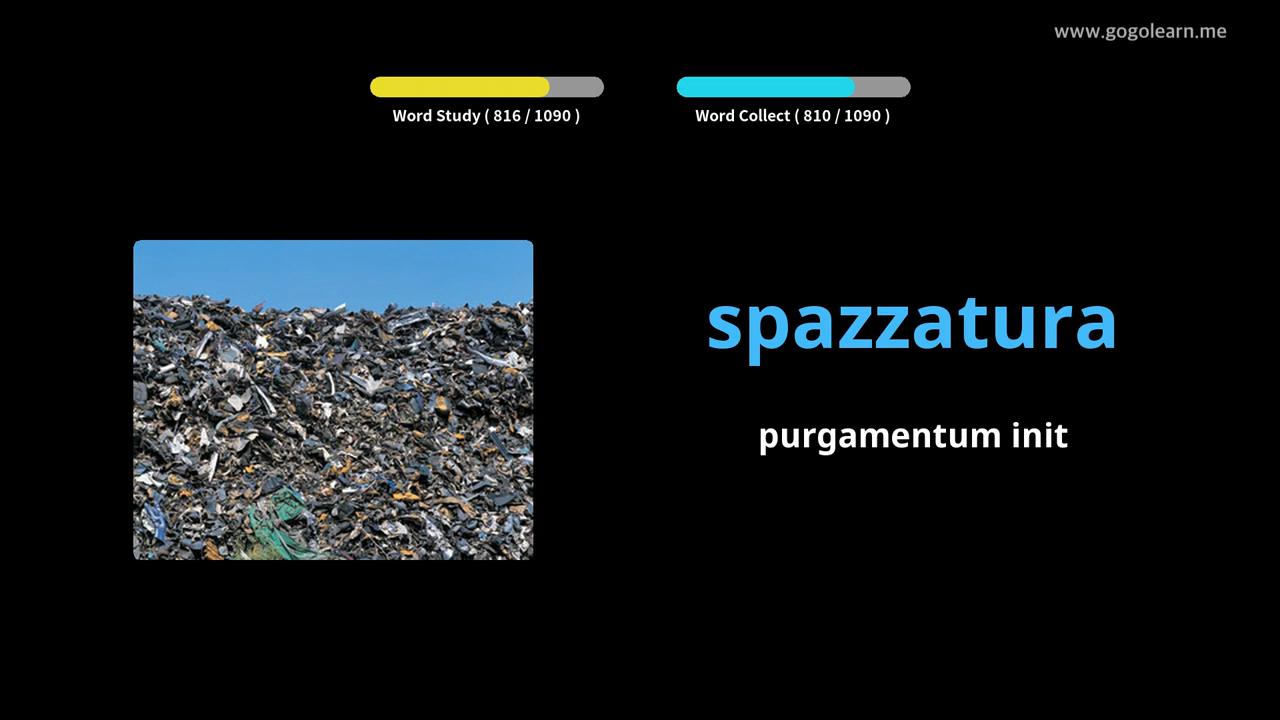 www.gogolearn.me
Word Study ( 816 / 1090 )
Word Collect ( 810 / 1090 )
spazzatura
purgamentum init